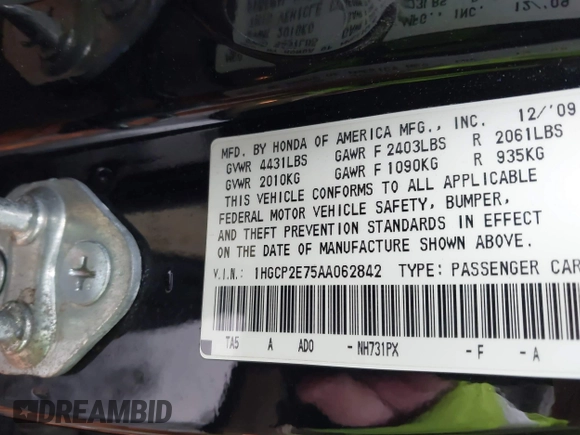 MFD. BY HONDA OF AMERICA MFG., INC. 12/'09
GVWR 4431LBS GAWR F 2403LBS R 2061LBS
GVWR 2010KG GAWR F 1090KG R 935KG
THIS VEHICLE CONFORMS TO ALL APPLICABLE
FEDERAL MOTOR VEHICLE SAFETY, BUMPER,
AND THEFT PREVENTION STANDARDS IN EFFECT
ON THE DATE OF MANUFACTURE SHOWN ABOVE.
V.I.N.: 1HGCP2E75AA062842 TYPE: PASSENGER CAR
TA5 A AD0 - NH731PX - F - A
DREAMBID